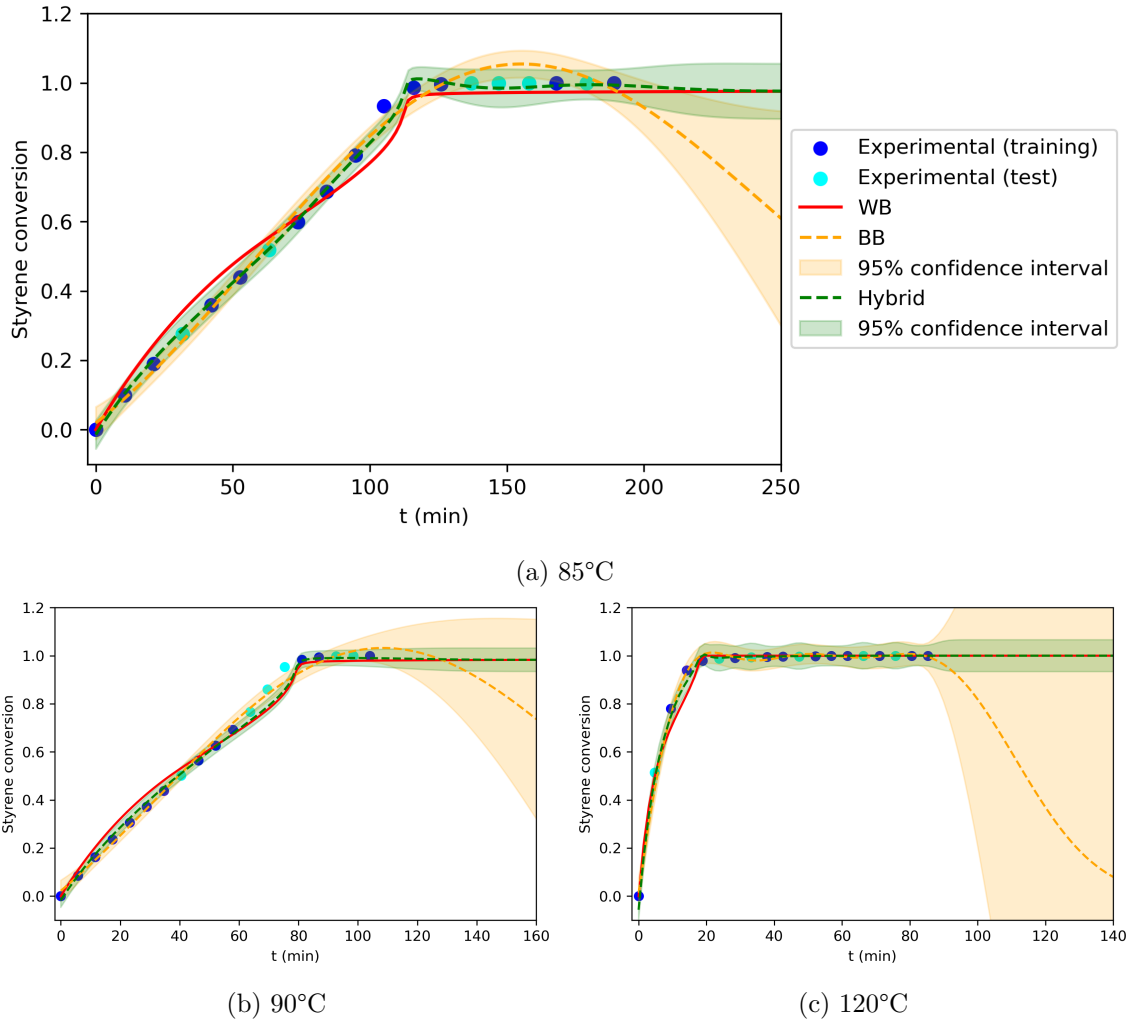 1.2
1.0
0.8
0.6
0.4
0.2
0.0
Styrene conversion
0 50 100 150 200 250
t (min)
Experimental (training)
Experimental (test)
WB
BB
95% confidence interval
Hybrid
95% confidence interval
(a) 85°C
1.2
1.0
0.8
0.6
0.4
0.2
0.0
Styrene conversion
0 20 40 60 80 100 120 140 160
t (min)
(b) 90°C
1.2
1.0
0.8
0.6
0.4
0.2
0.0
Styrene conversion
0 20 40 60 80 100 120 140
t (min)
(c) 120°C